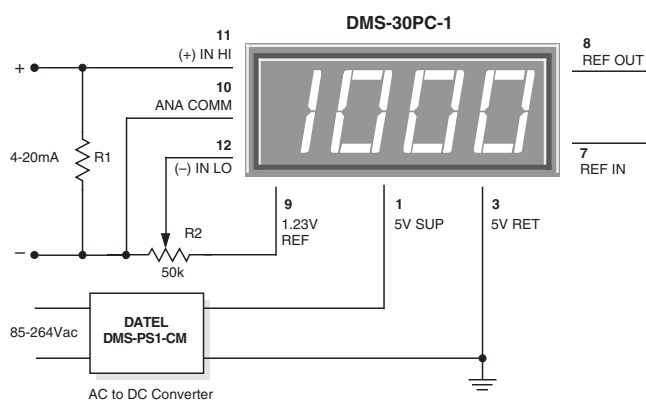 DMS-30PC-1
11
(+) IN HI
8
REF OUT
+
10
ANA COMM
1000
4-20mA
R1
12
(–) IN LO
7
REF IN
9
1.23V
REF
1
5V SUP
3
5V RET
R2
–
50k
85-264Vac
DATEL
DMS-PS1-CM
AC to DC Converter